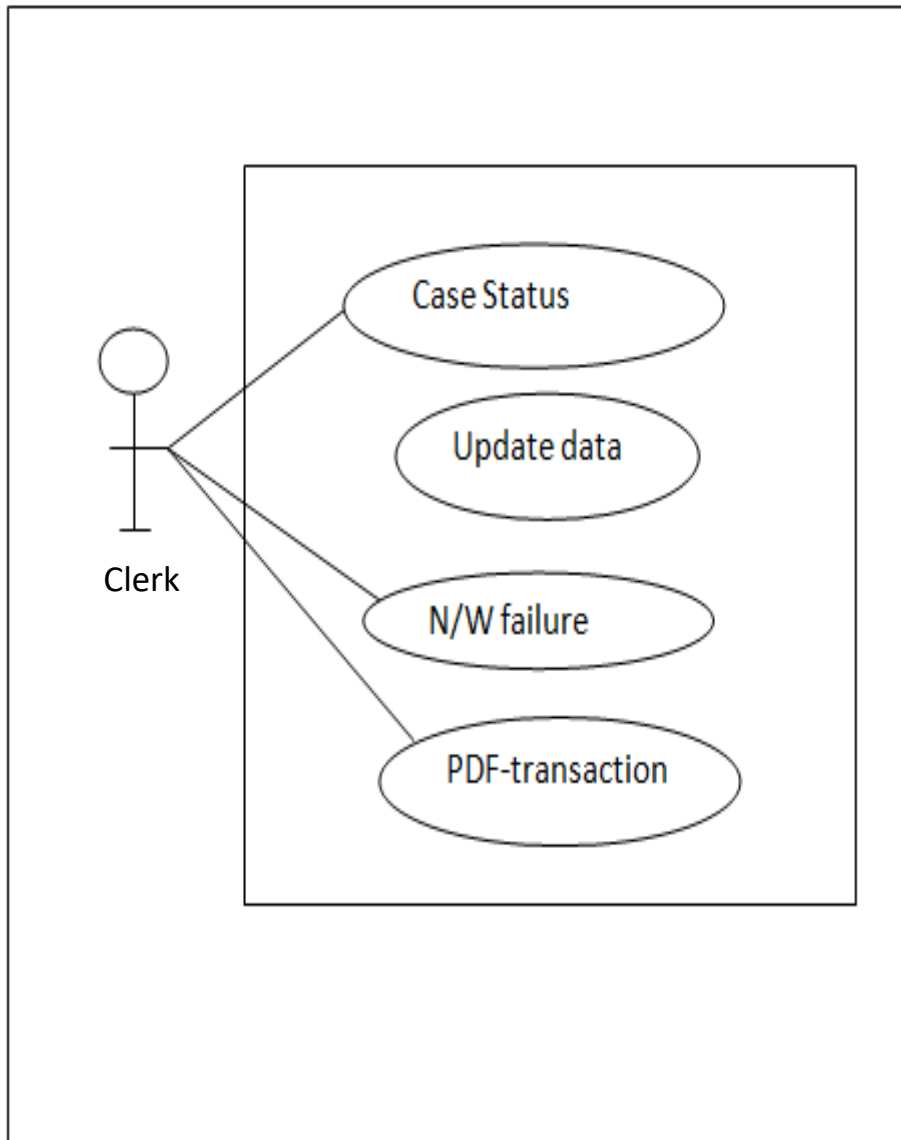 Case Status
Update data
Clerk
N/W failure
PDF-transaction